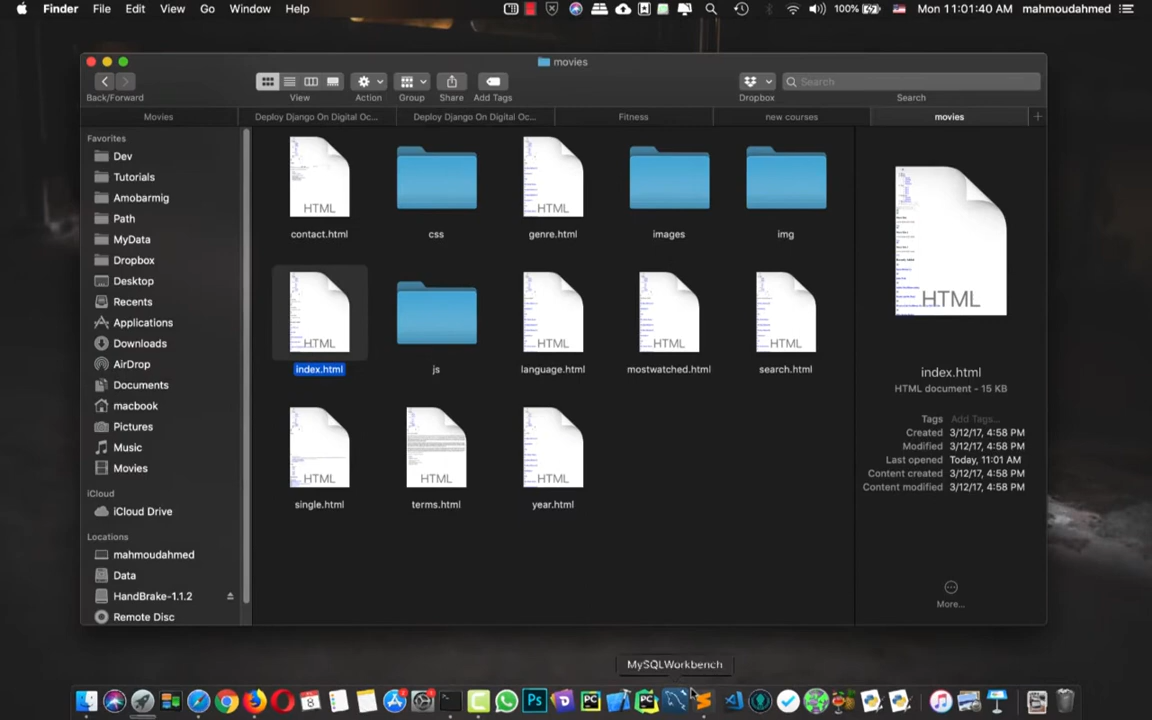 Finder File Edit View Go Window Help 100% Mon 11:01:40 AM mahmoudahmed
movies
Search
Back/Forward View Action Group Share Add Tags Dropbox Search
Movies Deploy Django On Digital Oc... Deploy Django On Digital Oc... Fitness new courses movies +
Favorites
Dev
Tutorials
Amobarmig
Path
MyData
Dropbox
Desktop
Recents
Applications
Downloads
AirDrop
Documents
macbook
Pictures
Music
Movies
iCloud
iCloud Drive
Locations
mahmoudahmed
Data
HandBrake-1.1.2
Remote Disc
HTML HTML
contact.html css genre.html images img
HTML HTML HTML HTML
index.html js language.html mostwatched.html search.html
HTML HTML HTML
single.html terms.html year.html
HTML
index.html
HTML document - 15 KB
Tags Add Tags...
Created 3/12/17, 4:58 PM
Modified 3/12/17, 4:58 PM
Last opened Today, 11:01 AM
Content created 3/12/17, 4:58 PM
Content modified 3/12/17, 4:58 PM
More...
MySQLWorkbench
8 Ps PC PC